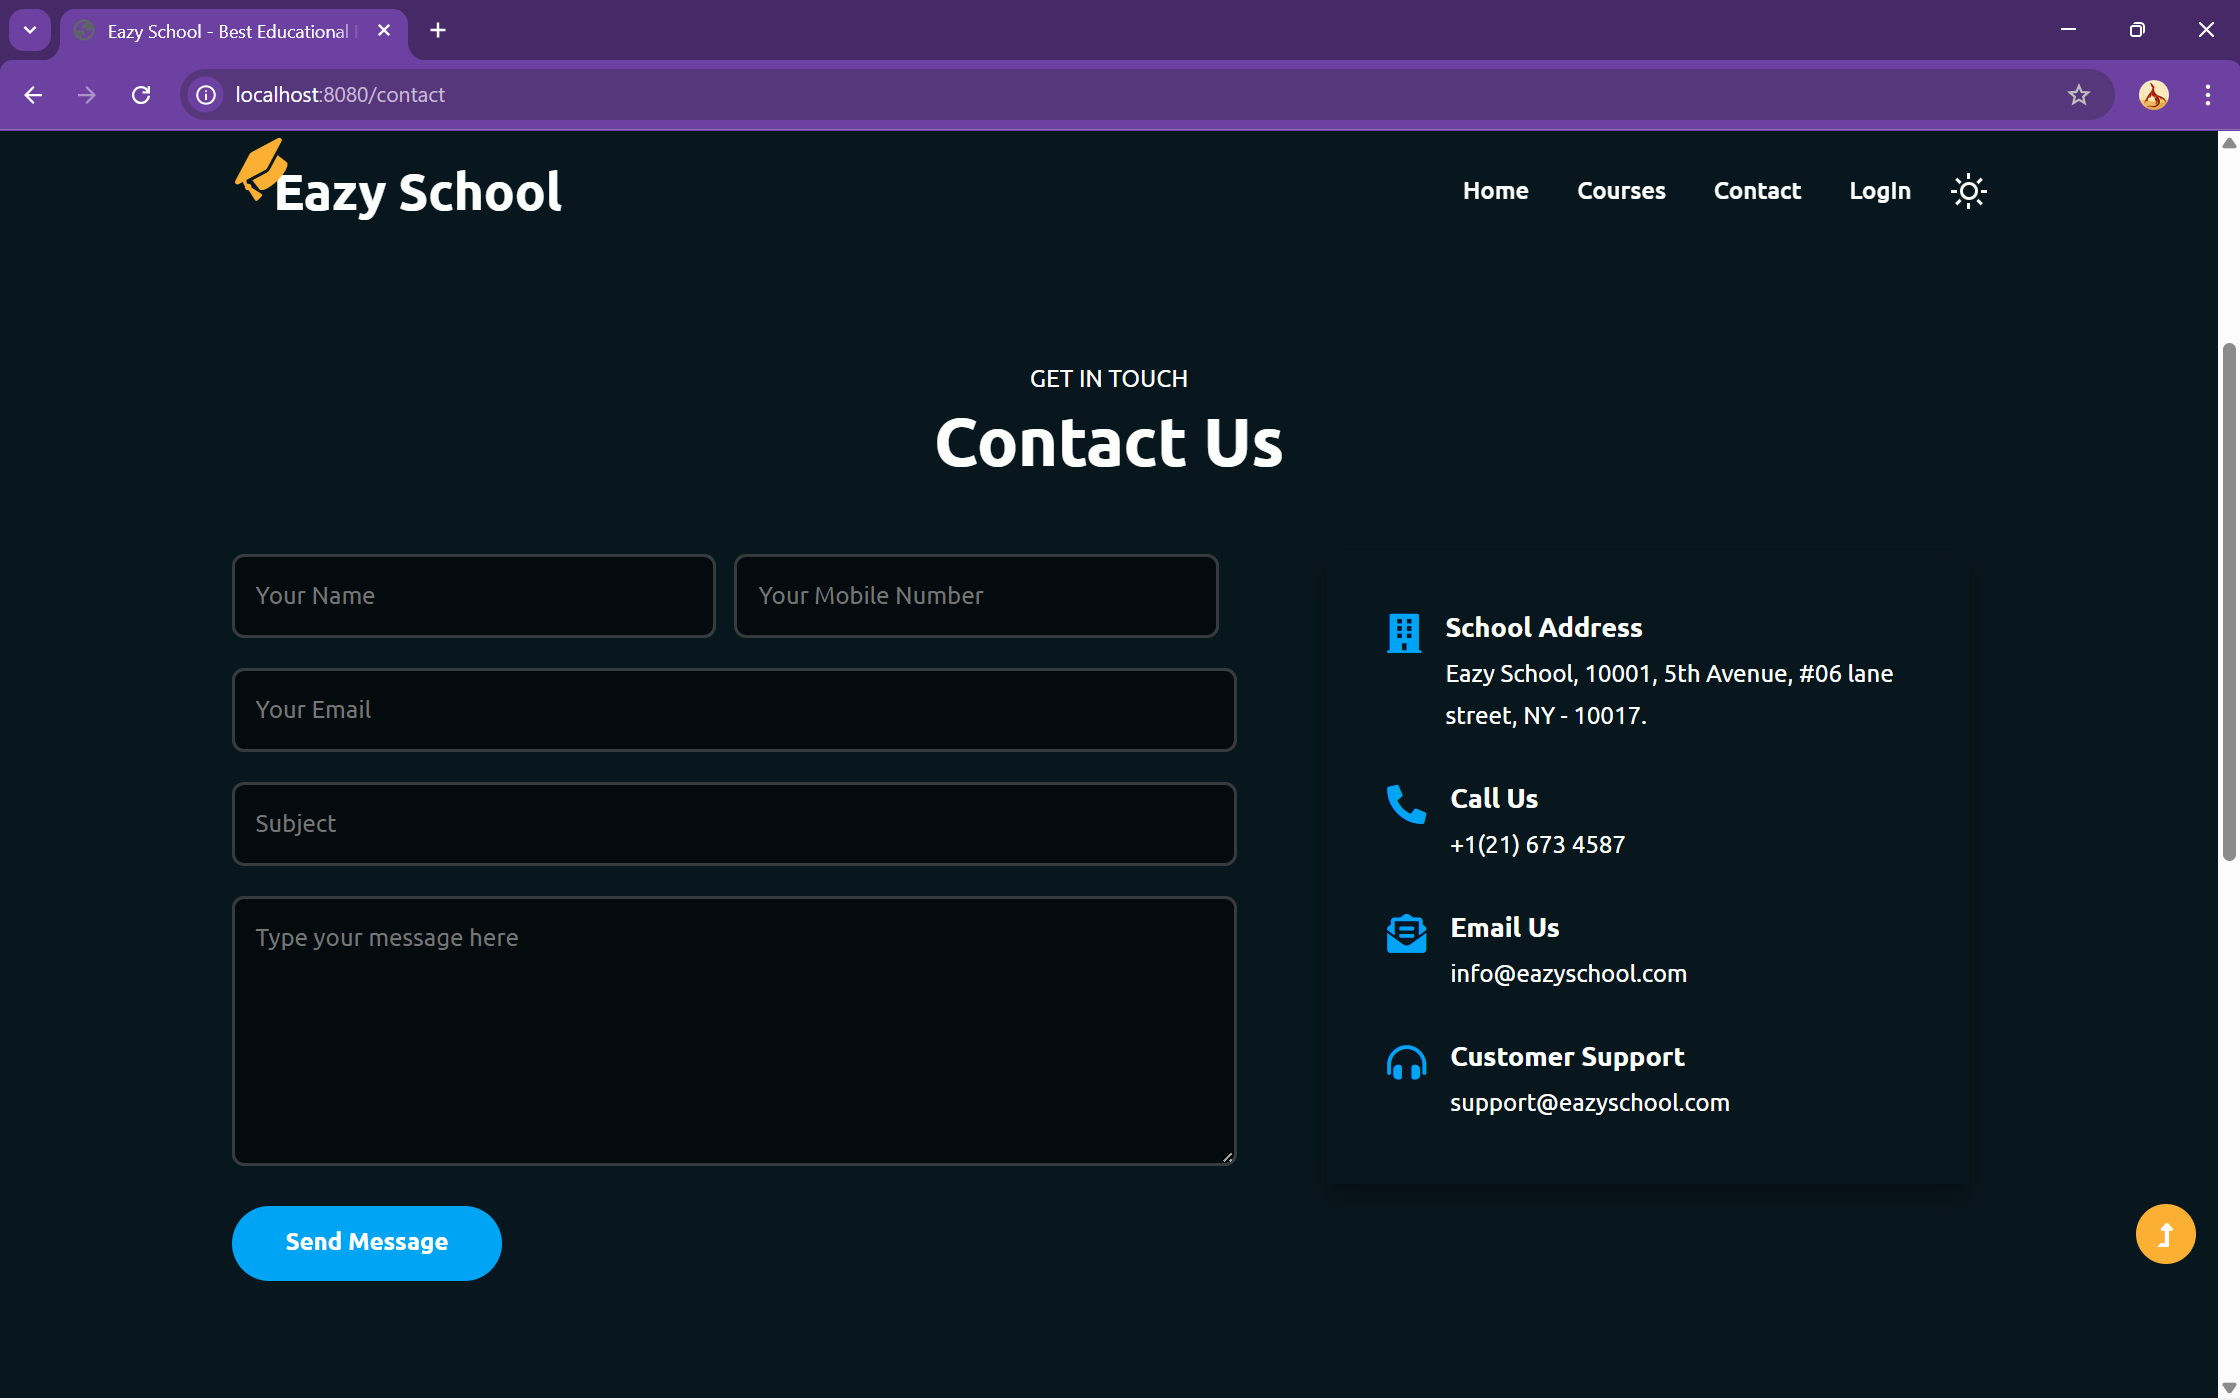 Eazy School - Best Educational
localhost:8080/contact
Eazy School
Home Courses Contact LogIn
GET IN TOUCH
Contact Us
Your Name
Your Mobile Number
Your Email
Subject
Type your message here
Send Message
School Address
Eazy School, 10001, 5th Avenue, #06 lane
street, NY - 10017.
Call Us
+1(21) 673 4587
Email Us
info@eazyschool.com
Customer Support
support@eazyschool.com